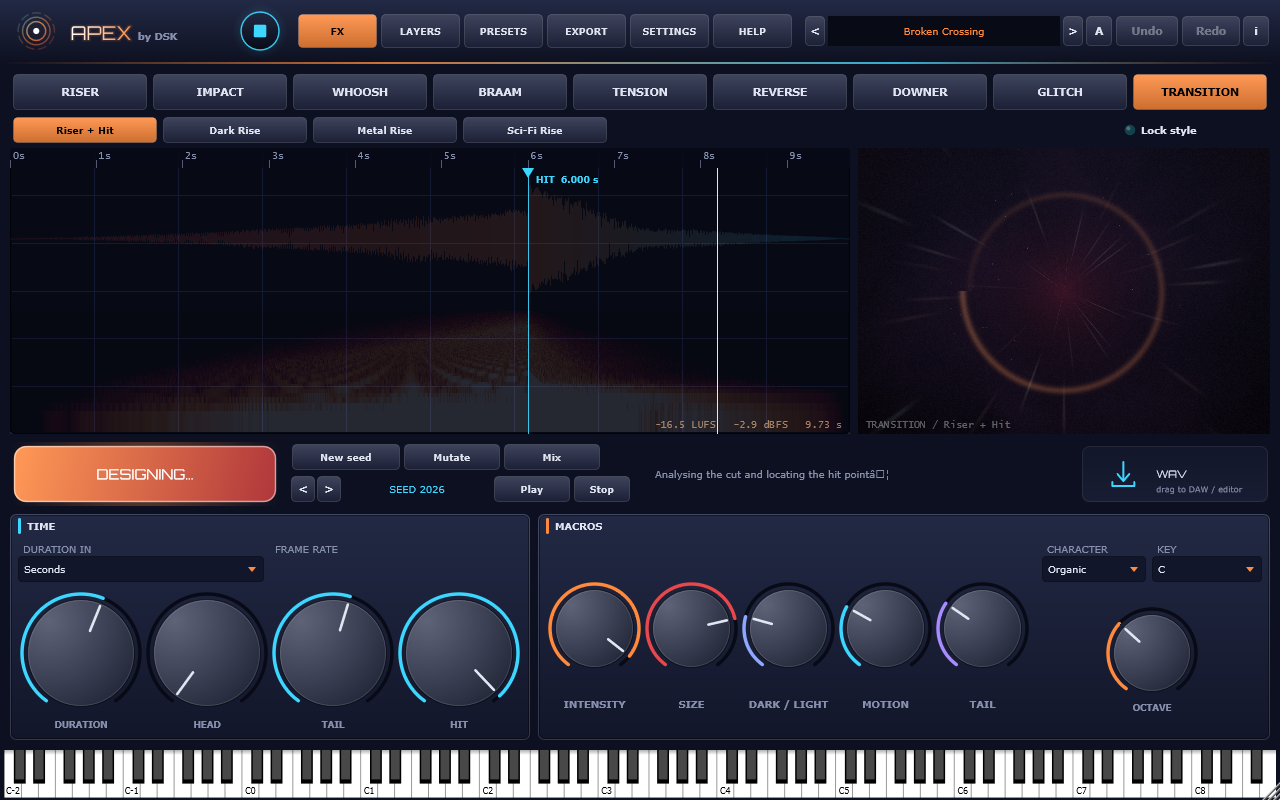 APEX by DSK
FX LAYERS PRESETS EXPORT SETTINGS HELP < Broken Crossing > A Undo Redo i
RISER IMPACT WHOOSH BRAAM TENSION REVERSE DOWNER GLITCH TRANSITION
Riser + Hit Dark Rise Metal Rise Sci-Fi Rise Lock style
0s 1s 2s 3s 4s 5s 6s 7s 8s 9s
HIT 6.000 s
-16.5 LUFS -2.9 dBFS 9.73 s
TRANSITION / Riser + Hit
DESIGNING...
New seed Mutate Mix
< > SEED 2026 Play Stop
Analysing the cut and locating the hit pointâ□¦
WAV
drag to DAW / editor
TIME
DURATION IN FRAME RATE
Seconds
DURATION HEAD TAIL HIT
MACROS
CHARACTER KEY
Organic C
INTENSITY SIZE DARK / LIGHT MOTION TAIL OCTAVE
C-2 C-1 C0 C1 C2 C3 C4 C5 C6 C7 C8